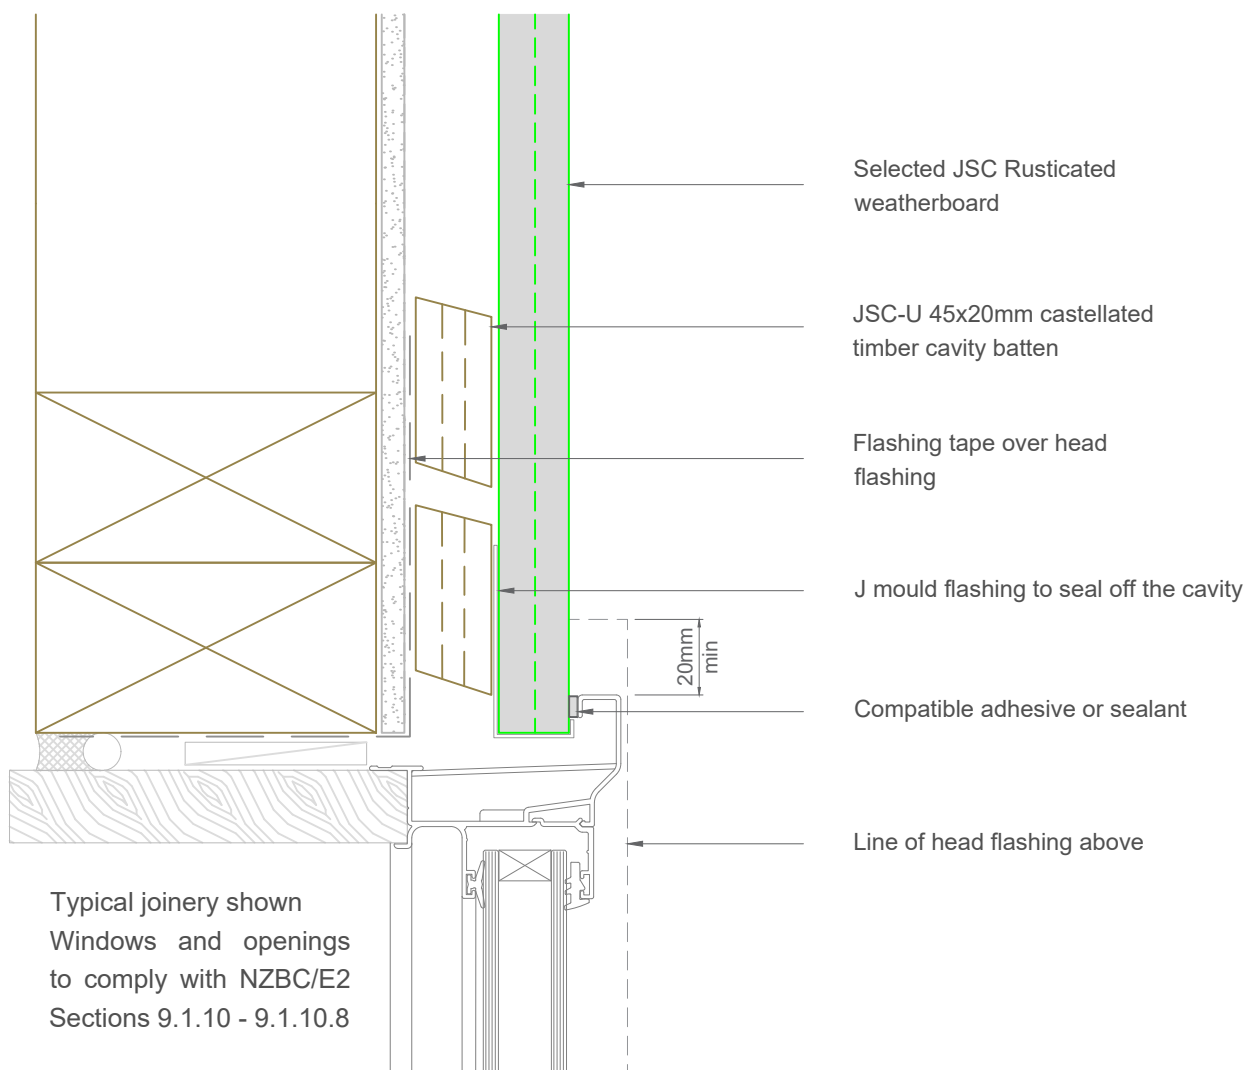 Selected JSC Rusticated
weatherboard
JSC-U 45x20mm castellated
timber cavity batten
Flashing tape over head
flashing
J mould flashing to seal off the cavity
20mm
min
Compatible adhesive or sealant
Line of head flashing above
Typical joinery shown
Windows and openings
to comply with NZBC/E2
Sections 9.1.10 - 9.1.10.8